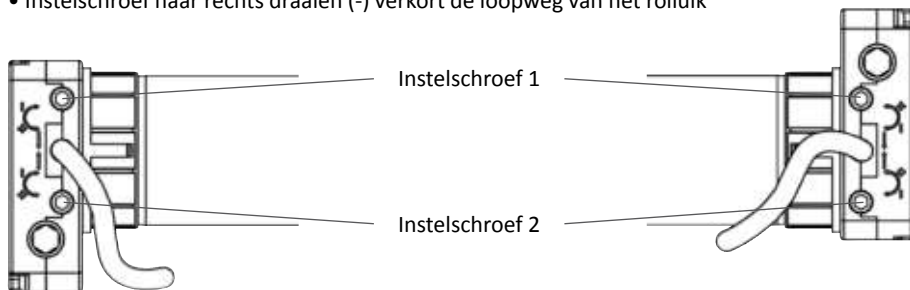 • Instelschroef naar rechts draaien (-) verkort de loopweg van het rolluik
Instelschroef 1
Instelschroef 2